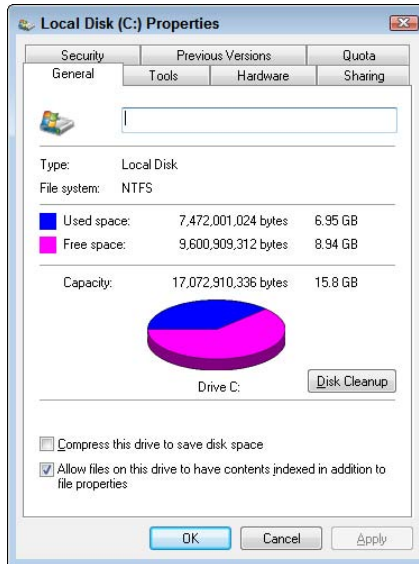 Local Disk (C:) Properties
Security Previous Versions Quota
General Tools Hardware Sharing
Type: Local Disk
File system: NTFS
Used space: 7,472,001,024 bytes 6.95 GB
Free space: 9,600,909,312 bytes 8.94 GB
Capacity: 17,072,910,336 bytes 15.8 GB
Drive C: Disk Cleanup
Compress this drive to save disk space
Allow files on this drive to have contents indexed in addition to
file properties
OK Cancel Apply